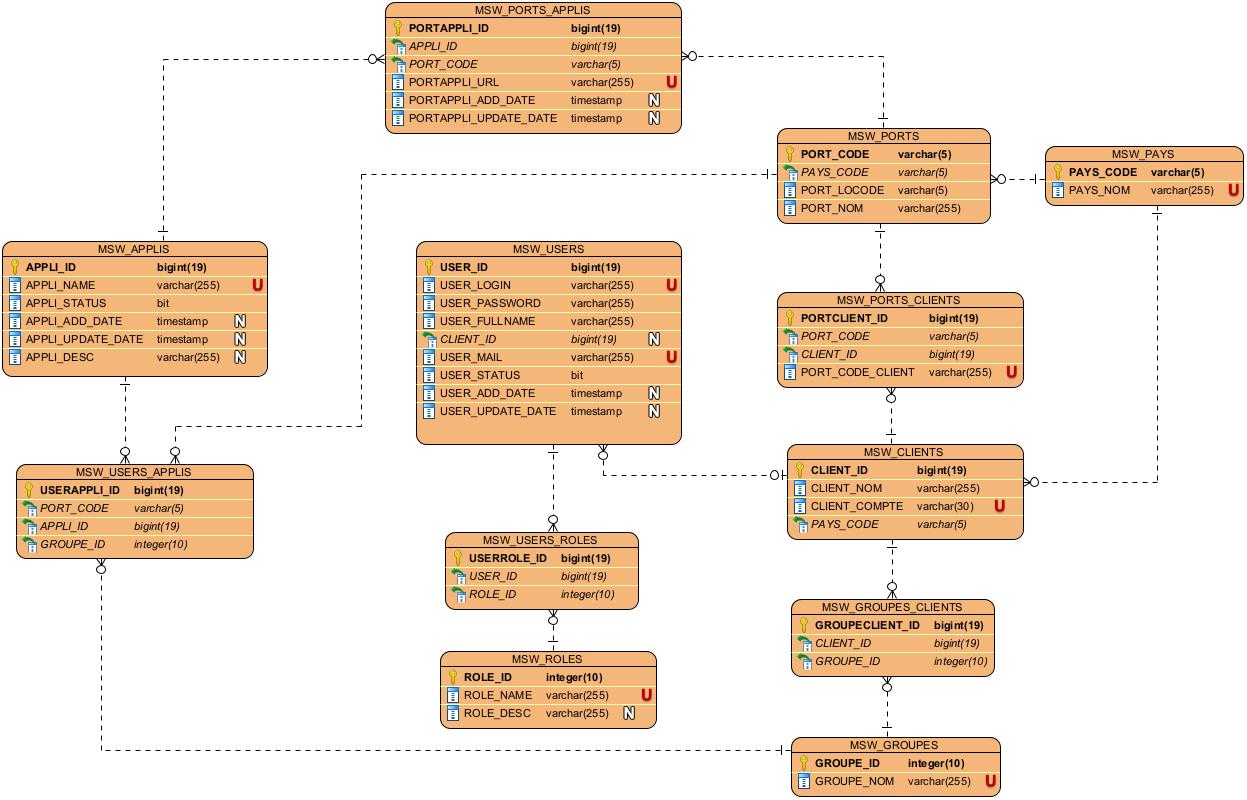 MSW_PORTS_APPLIS
PORTAPPLI_ID bigint(19)
APPLI_ID bigint(19)
PORT_CODE varchar(5)
PORTAPPLI_URL varchar(255) U
PORTAPPLI_ADD_DATE timestamp N
PORTAPPLI_UPDATE_DATE timestamp N
MSW_PORTS
PORT_CODE varchar(5)
PAYS_CODE varchar(5)
PORT_LOCODE varchar(5)
PORT_NOM varchar(255)
MSW_PAYS
PAYS_CODE varchar(5)
PAYS_NOM varchar(255) U
MSW_APPLIS
APPLI_ID bigint(19)
APPLI_NAME varchar(255) U
APPLI_STATUS bit
APPLI_ADD_DATE timestamp N
APPLI_UPDATE_DATE timestamp N
APPLI_DESC varchar(255) N
MSW_USERS
USER_ID bigint(19)
USER_LOGIN varchar(255) U
USER_PASSWORD varchar(255)
USER_FULLNAME varchar(255)
CLIENT_ID bigint(19) N
USER_MAIL varchar(255) U
USER_STATUS bit
USER_ADD_DATE timestamp N
USER_UPDATE_DATE timestamp N
MSW_PORTS_CLIENTS
PORTCLIENT_ID bigint(19)
PORT_CODE varchar(5)
CLIENT_ID bigint(19)
PORT_CODE_CLIENT varchar(255) U
MSW_CLIENTS
CLIENT_ID bigint(19)
CLIENT_NOM varchar(255)
CLIENT_COMPTE varchar(30) U
PAYS_CODE varchar(5)
MSW_USERS_APPLIS
USERAPPLI_ID bigint(19)
PORT_CODE varchar(5)
APPLI_ID bigint(19)
GROUPE_ID integer(10)
MSW_USERS_ROLES
USERROLE_ID bigint(19)
USER_ID bigint(19)
ROLE_ID integer(10)
MSW_GROUPES_CLIENTS
GROUPECLIENT_ID bigint(19)
CLIENT_ID bigint(19)
GROUPE_ID integer(10)
MSW_ROLES
ROLE_ID integer(10)
ROLE_NAME varchar(255) U
ROLE_DESC varchar(255) N
MSW_GROUPES
GROUPE_ID integer(10)
GROUPE_NOM varchar(255) U